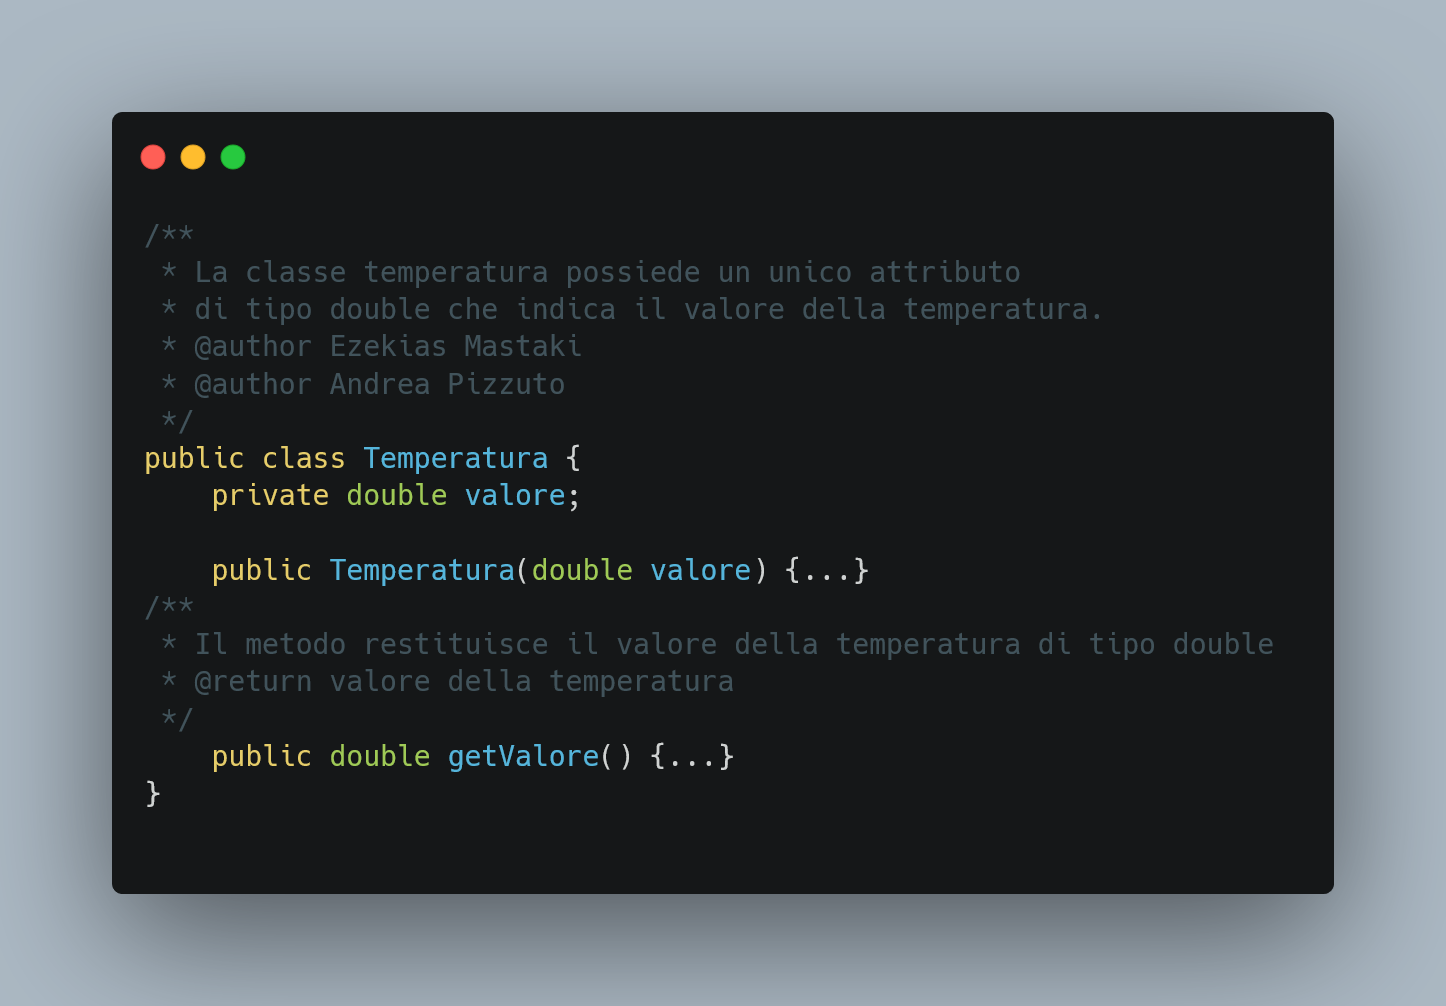 /**
 * La classe temperatura possiede un unico attributo
 * di tipo double che indica il valore della temperatura.
 * @author Ezekias Mastaki
 * @author Andrea Pizzuto
 */
public class Temperatura {
    private double valore;

    public Temperatura(double valore) {...}
/**
 * Il metodo restituisce il valore della temperatura di tipo double
 * @return valore della temperatura
 */
    public double getValore() {...}
}